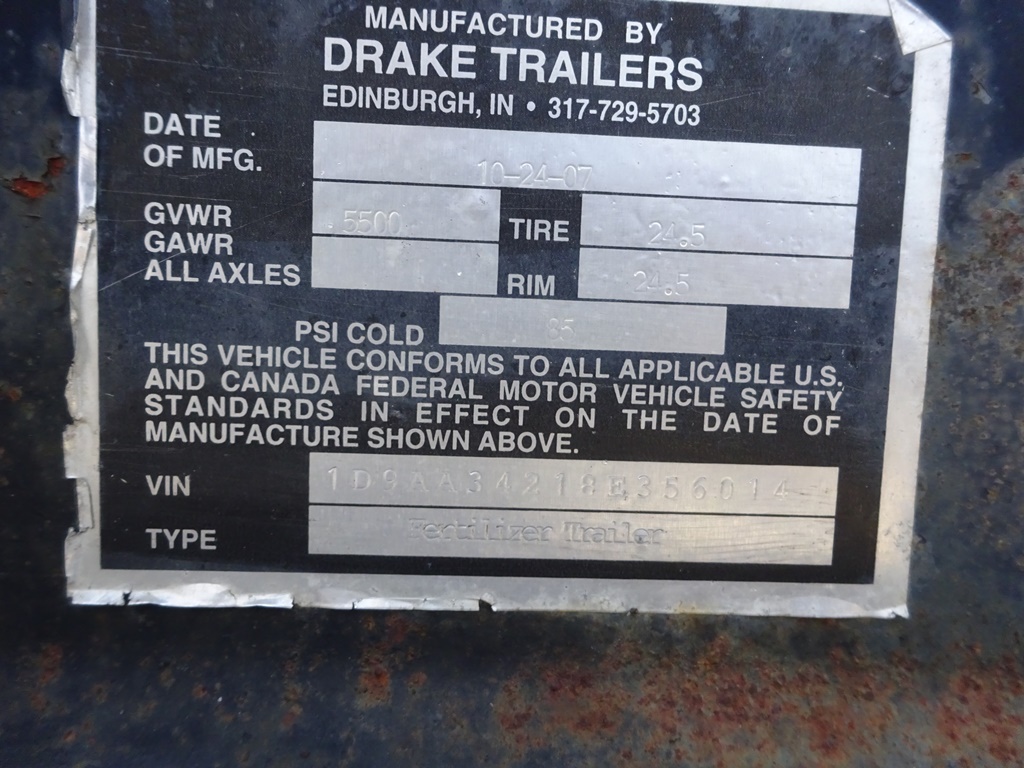 MANUFACTURED BY
DRAKE TRAILERS
EDINBURGH, IN • 317-729-5703
DATE
OF MFG.
10-24-07
GVWR 5500 TIRE 24.5
GAWR
ALL AXLES RIM 24.5
PSI COLD 85
THIS VEHICLE CONFORMS TO ALL APPLICABLE U.S.
AND CANADA FEDERAL MOTOR VEHICLE SAFETY
STANDARDS IN EFFECT ON THE DATE OF
MANUFACTURE SHOWN ABOVE.
VIN 1D9AA34218E356014
TYPE Fertilizer Trailer